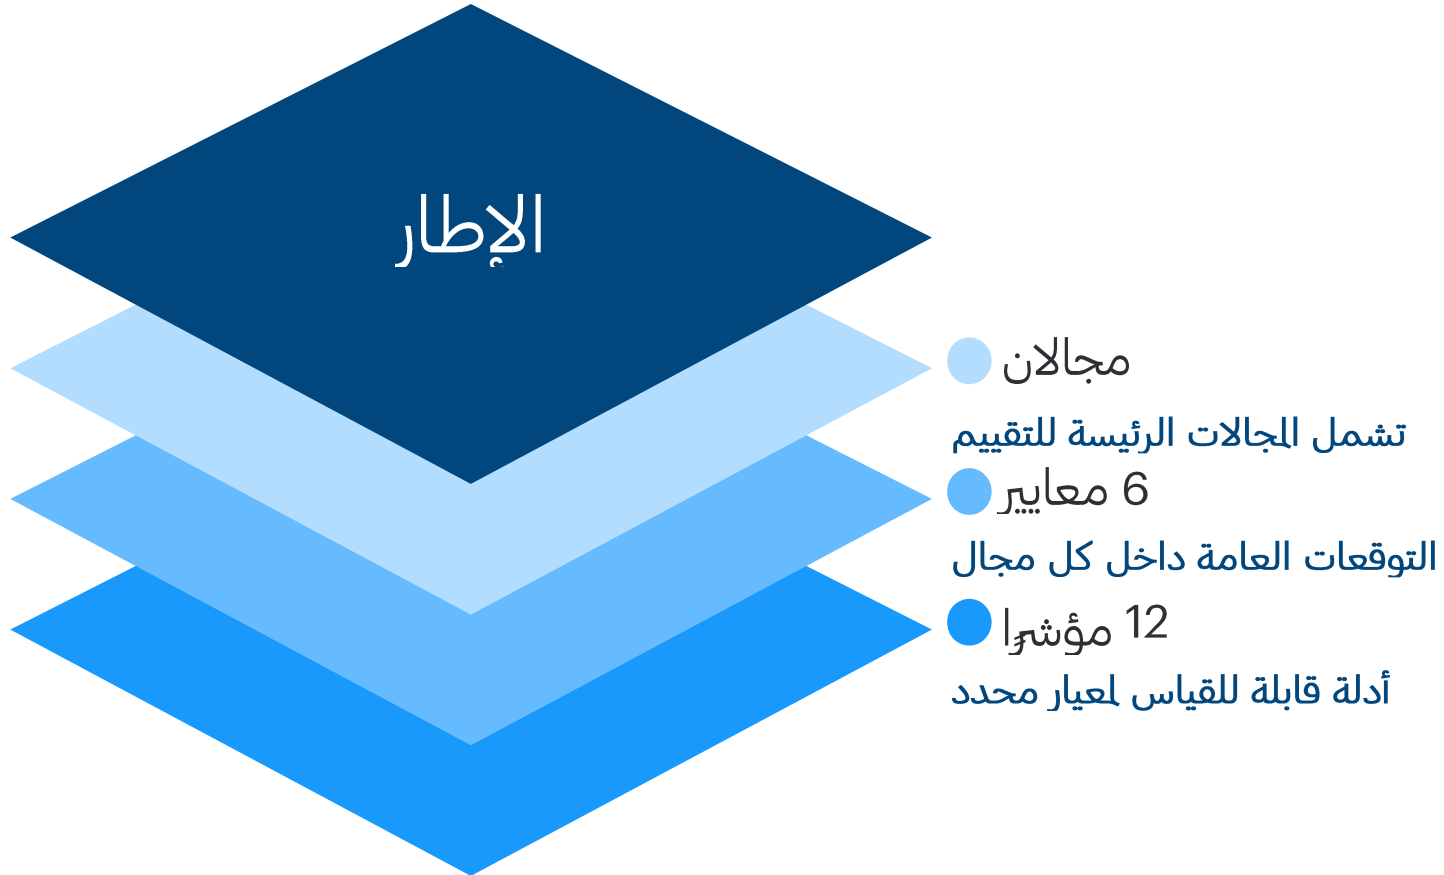 الإطار
مجالان
تشمل المجالات الرئيسة للتقييم
6 معايير
التوقعات العامة داخل كل مجال
12 مؤشرًا
أدلة قابلة للقياس لمعيار محدد